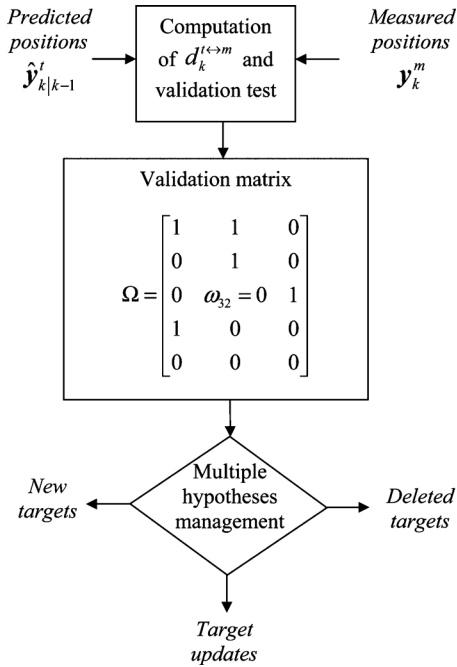 Predicted positions
ŷ^t_{k|k−1}
Computation
of d_k^{t↔m} and
validation test
Measured positions
y_k^m
Validation matrix
1 1 0
0 1 0
Ω = 0 ω₃₂ = 0 1
1 0 0
0 0 0
Multiple
hypotheses
management
New
targets
Deleted
targets
Target
updates